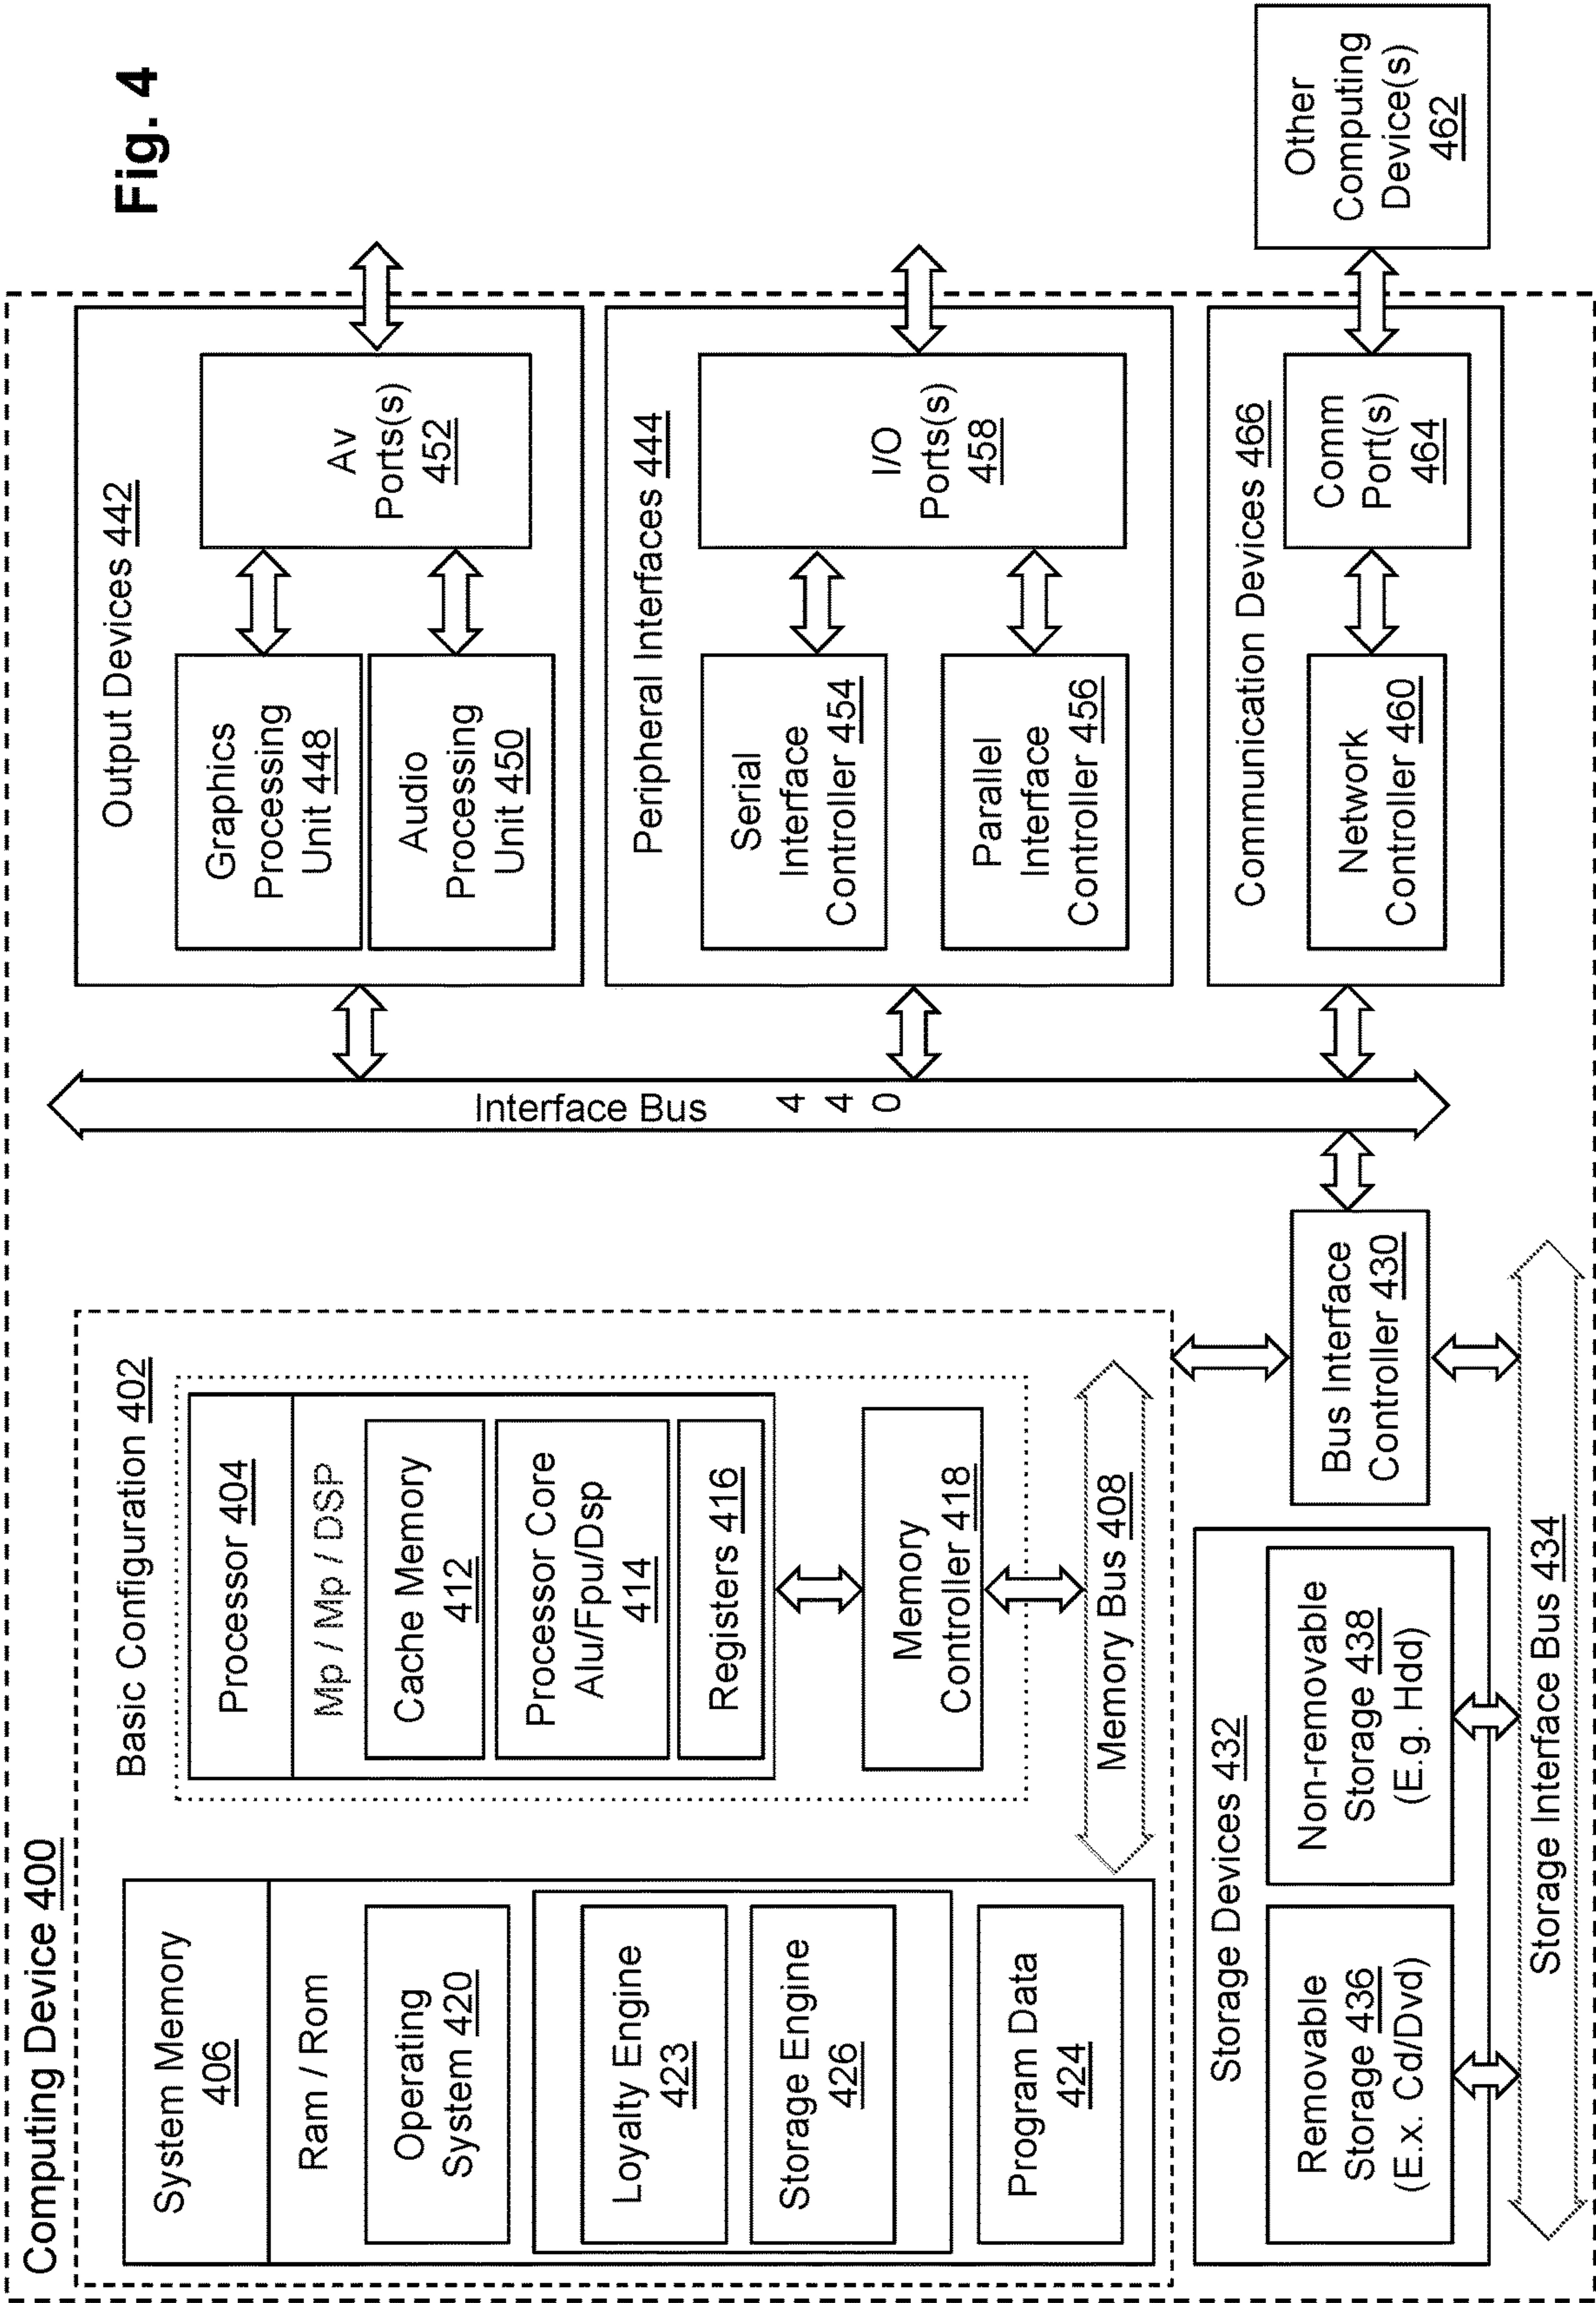 Fig. 4
Computing Device 400
Basic Configuration 402
System Memory
406
Ram / Rom
Operating
System 420
Loyalty Engine
423
Storage Engine
426
Program Data
424
Processor 404
Mp / Mp / DSP
Cache Memory
412
Processor Core
Alu/Fpu/Dsp
414
Registers 416
Memory
Controller 418
Memory Bus 408
Storage Devices 432
Removable
Storage 436
(E.x. Cd/Dvd)
Non-removable
Storage 438
(E.g. Hdd)
Storage Interface Bus 434
Bus Interface
Controller 430
Interface Bus
4
4
0
Output Devices 442
Graphics
Processing
Unit 448
Audio
Processing
Unit 450
Av
Ports(s)
452
Peripheral Interfaces 444
Serial
Interface
Controller 454
Parallel
Interface
Controller 456
I/O
Ports(s)
458
Communication Devices 466
Network
Controller 460
Comm
Port(s)
464
Other
Computing
Device(s)
462